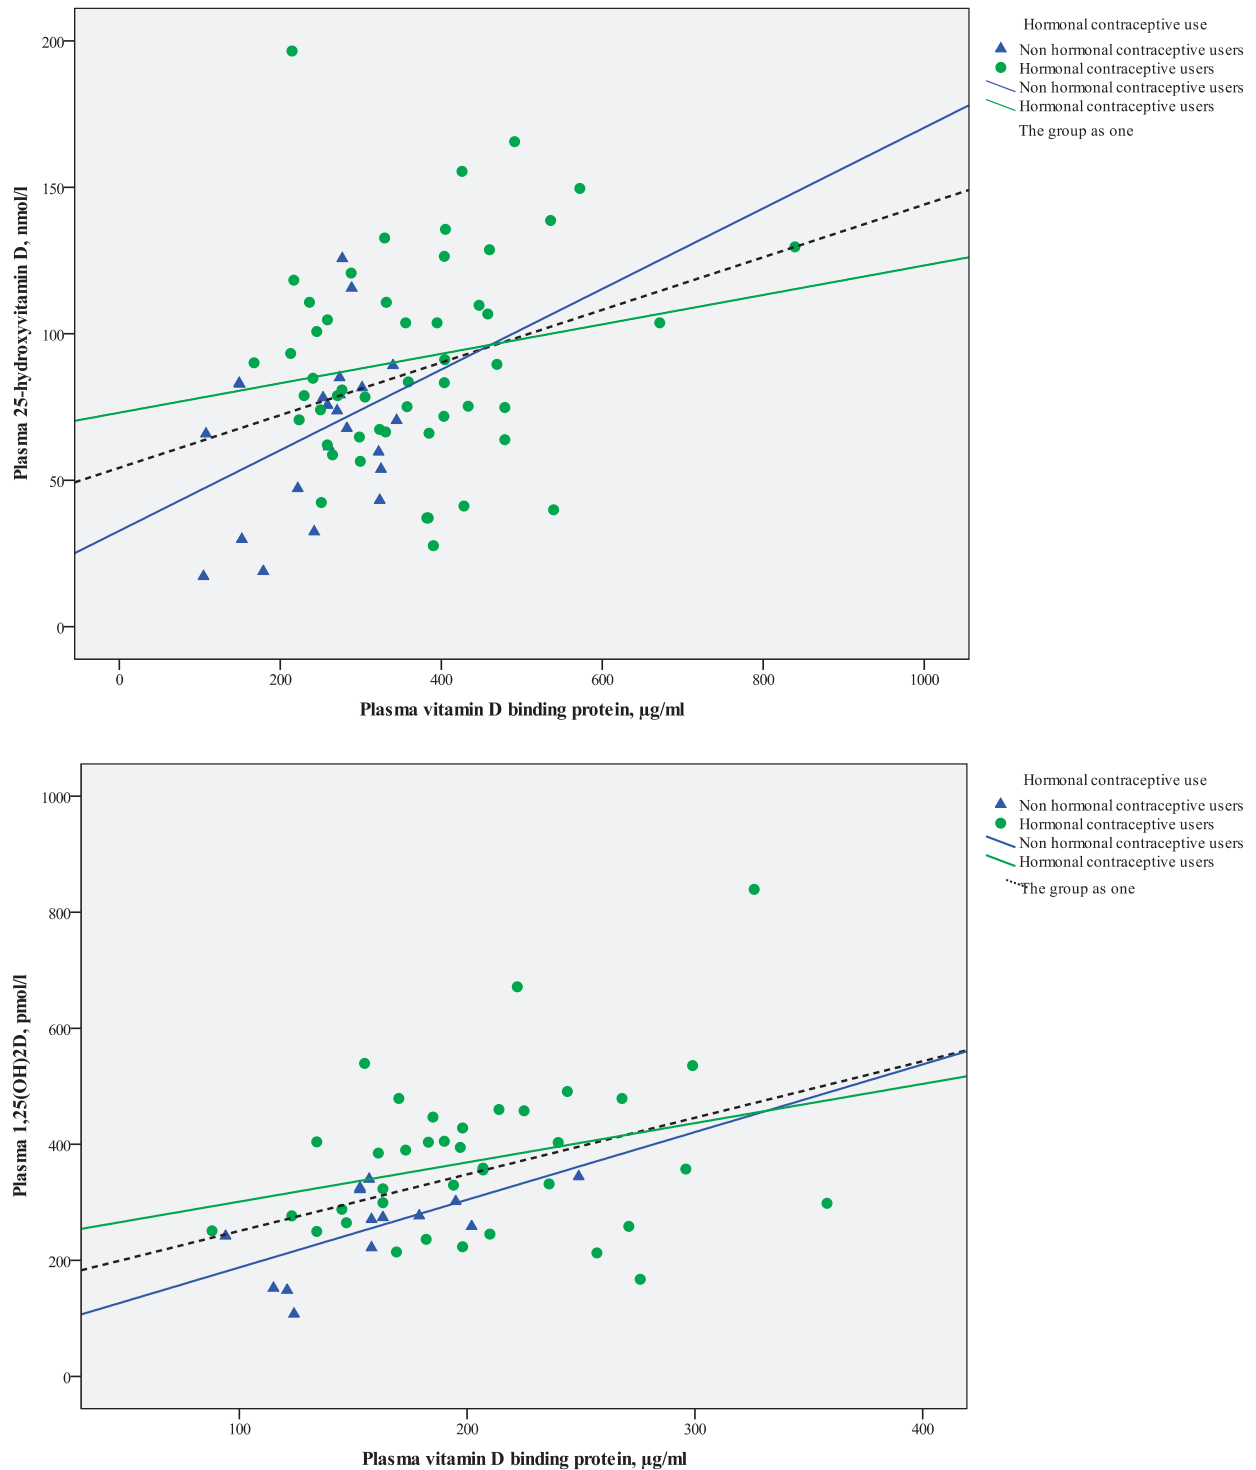 Hormonal contraceptive use
Non hormonal contraceptive users
Hormonal contraceptive users
Non hormonal contraceptive users
Hormonal contraceptive users
The group as one
Plasma 25-hydroxyvitamin D, nmol/l
200
150
100
50
0
0 200 400 600 800 1000
Plasma vitamin D binding protein, µg/ml
Hormonal contraceptive use
Non hormonal contraceptive users
Hormonal contraceptive users
Non hormonal contraceptive users
Hormonal contraceptive users
The group as one
Plasma 1,25(OH)2D, pmol/l
1000
800
600
400
200
0
100 200 300 400
Plasma vitamin D binding protein, µg/ml